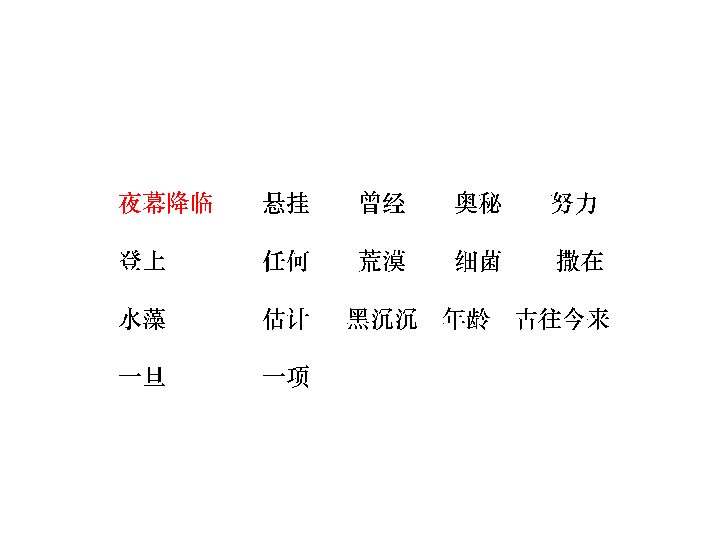 夜幕降临 悬挂 曾经 奥秘 努力
登上 任何 荒漠 细菌 撒在
水藻 估计 黑沉沉 年龄 古往今来
一旦 一项